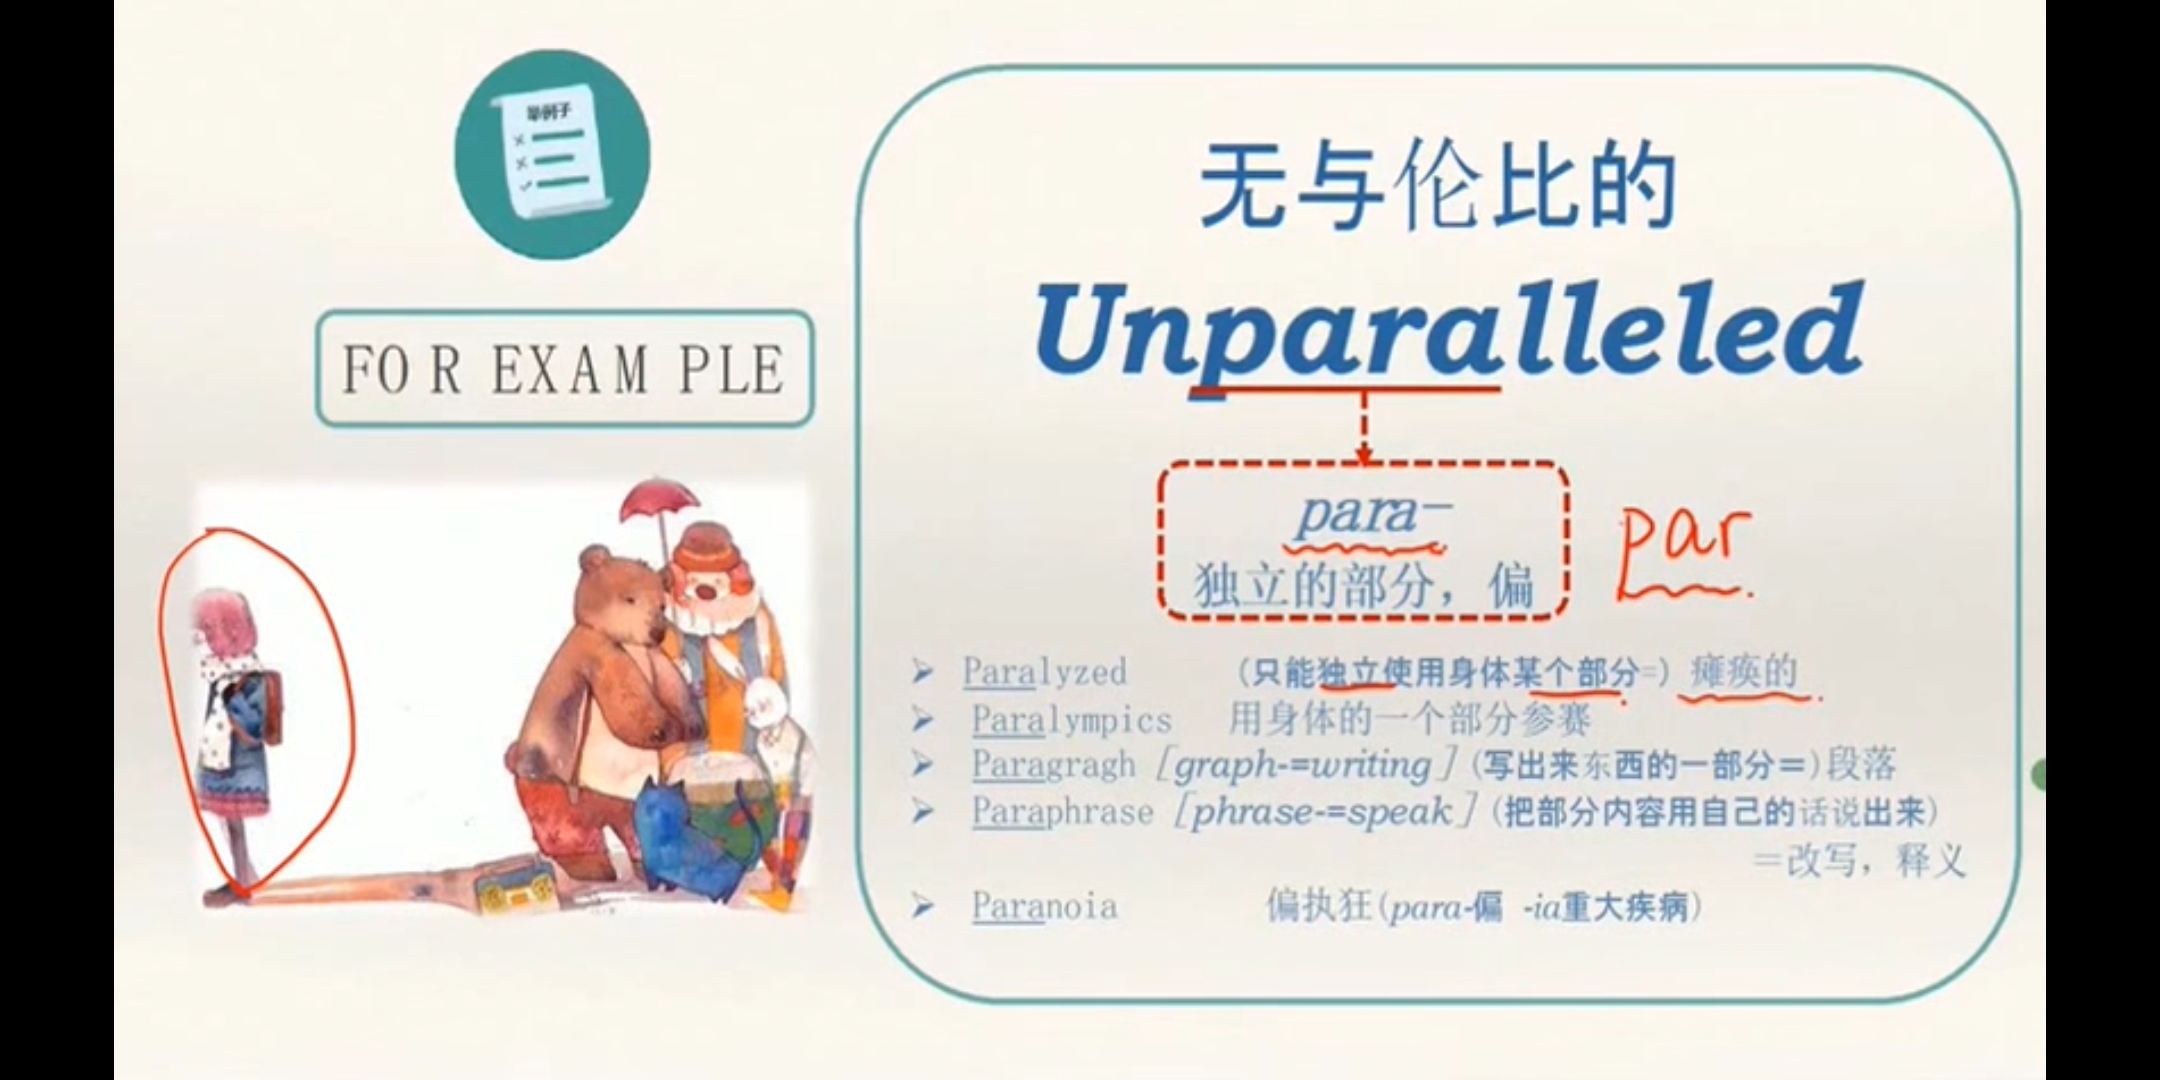 举例子
FOR EXAMPLE
无与伦比的
Unparalleled
para-
独立的部分，偏
par
Paralyzed (只能独立使用身体某个部分=) 瘫痪的
Paralympics 用身体的一个部分参赛
Paragragh [graph-=writing] (写出来东西的一部分=)段落
Paraphrase [phrase-=speak] (把部分内容用自己的话说出来)
=改写，释义
Paranoia 偏执狂(para-偏 -ia重大疾病)